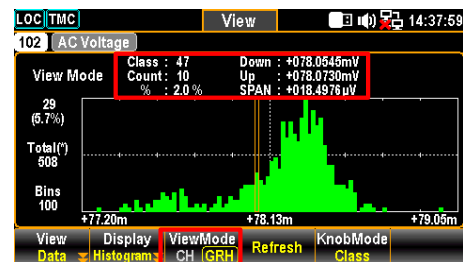 LOC TMC View 14:37:59
102 AC Voltage
View Mode
Class : 47 Down : +078.0545mV
Count : 10 Up : +078.0730mV
% : 2.0 % SPAN : +018.4976 µV
29
(5.7%)
Total(*)
508
Bins
100
+77.20m +78.13m +79.05m
View Display ViewMode Refresh KnobMode
Data Histogram CH GRH Class